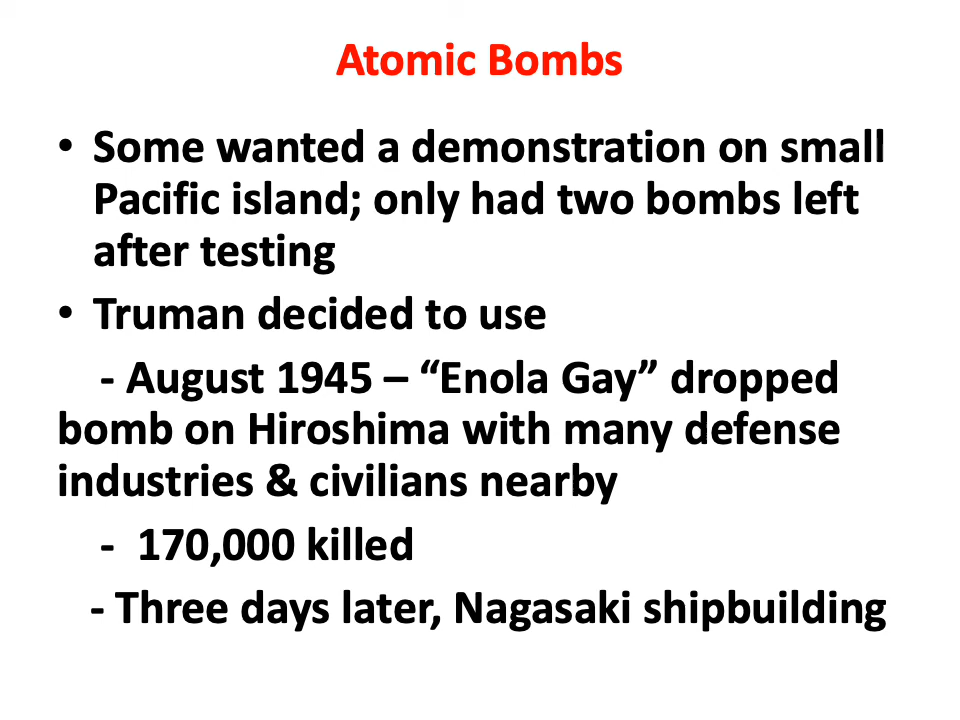 Atomic Bombs
• Some wanted a demonstration on small
Pacific island; only had two bombs left
after testing
• Truman decided to use
- August 1945 – “Enola Gay” dropped
bomb on Hiroshima with many defense
industries & civilians nearby
- 170,000 killed
- Three days later, Nagasaki shipbuilding